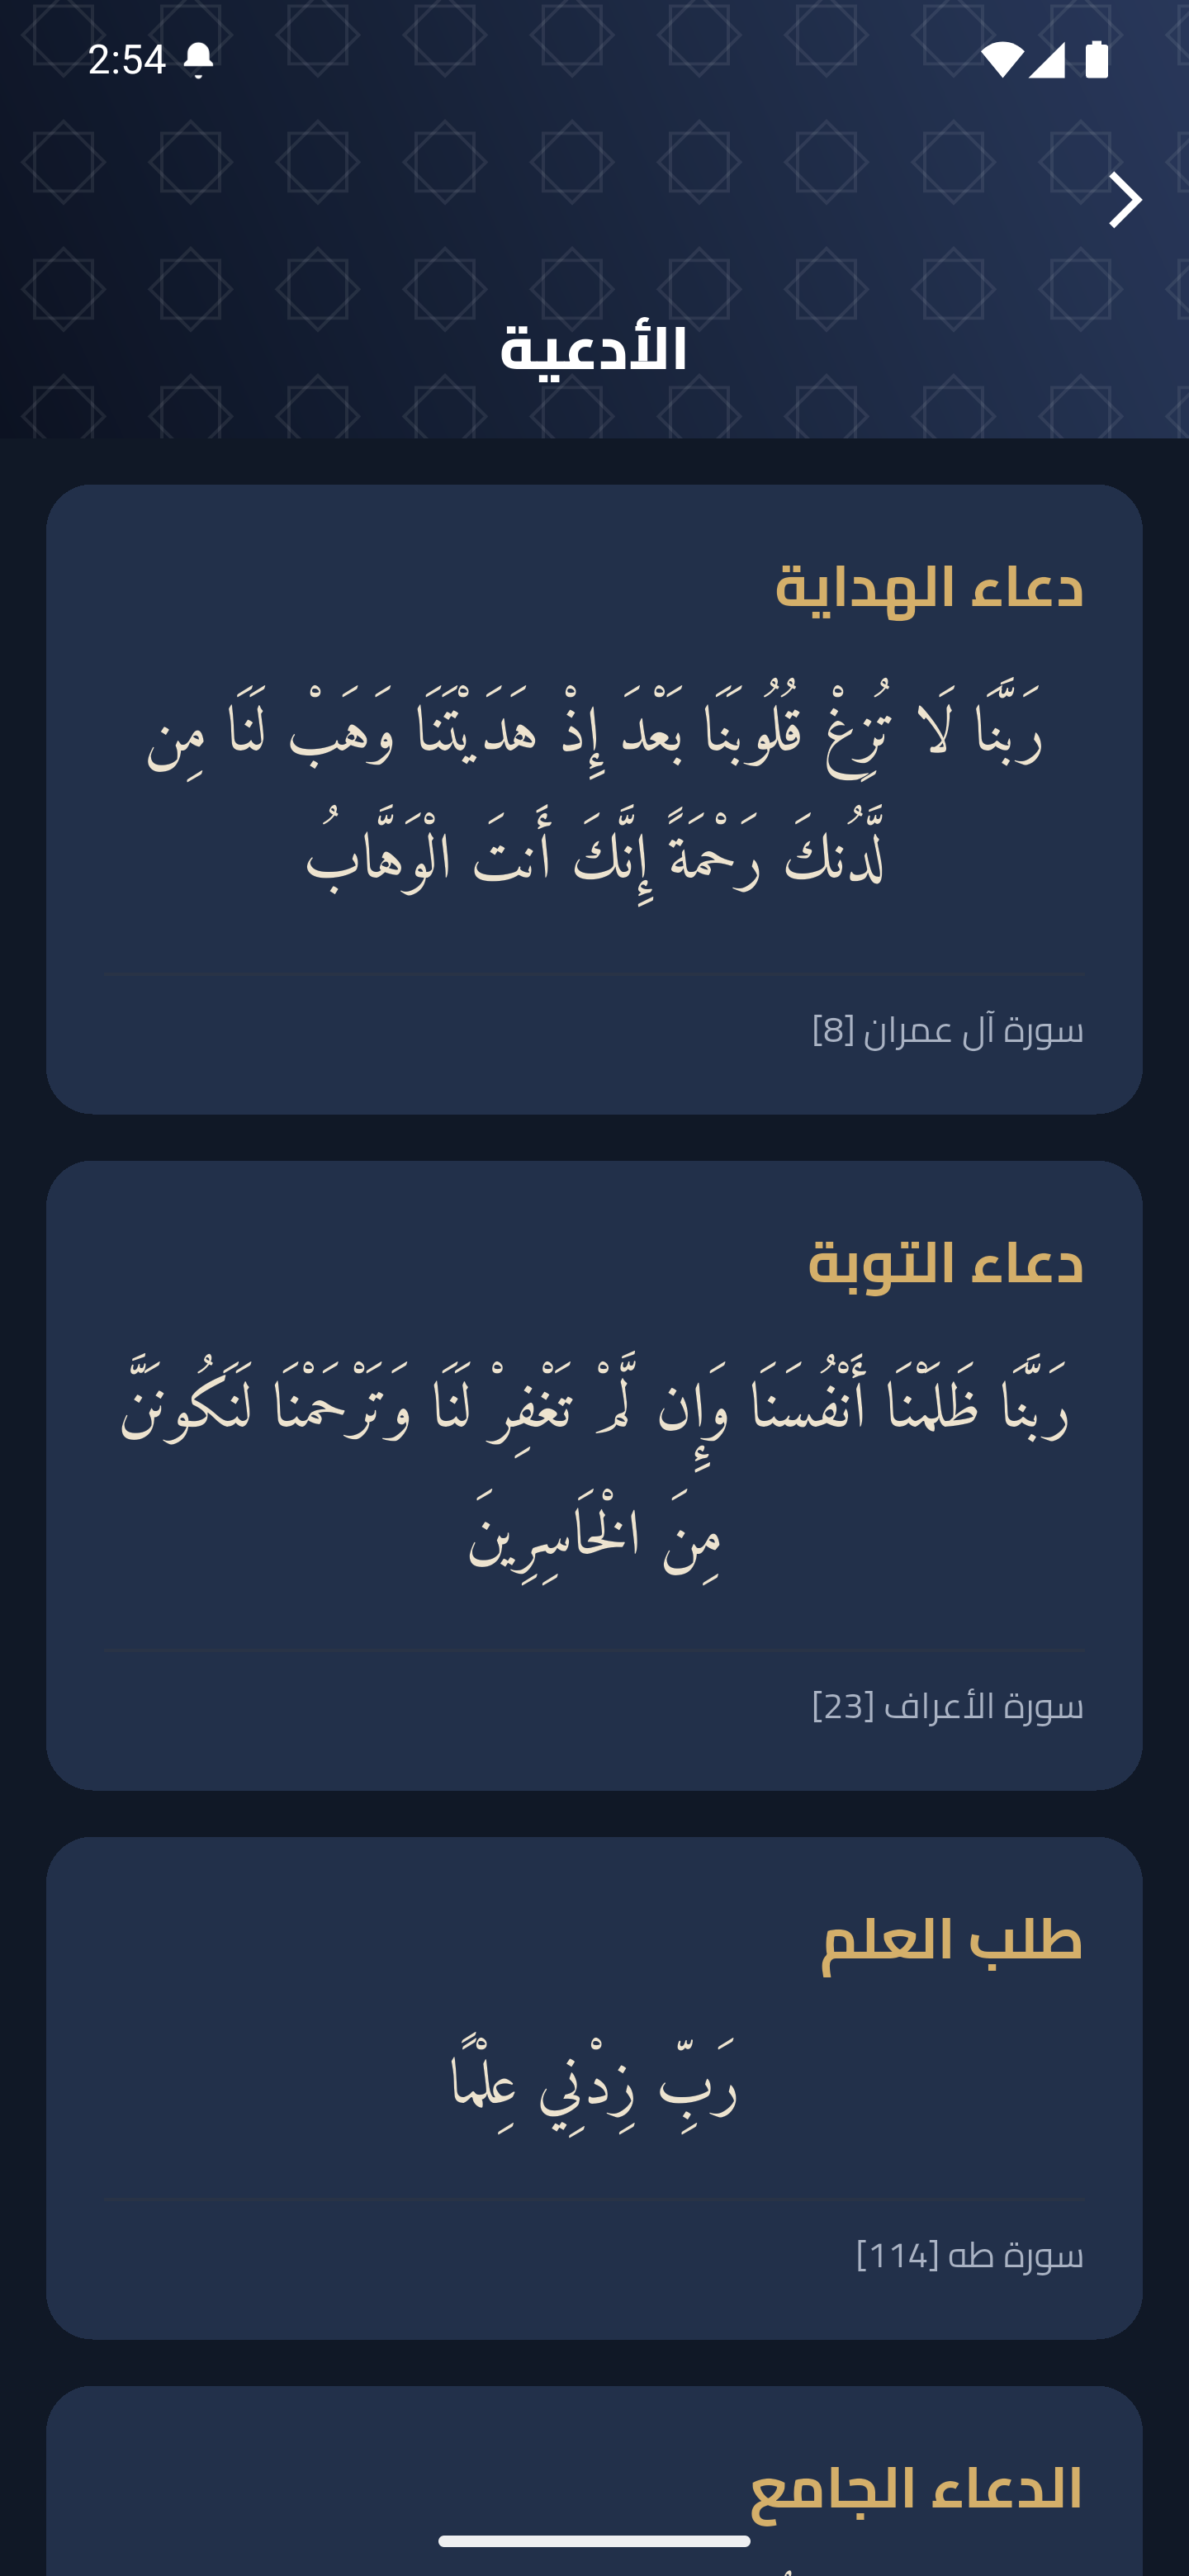 2:54
الأدعية
دعاء الهداية
رَبَّنَا لَا تُزِغْ قُلُوبَنَا بَعْدَ إِذْ هَدَيْتَنَا وَهَبْ لَنَا مِن
لَّدُنكَ رَحْمَةً إِنَّكَ أَنتَ الْوَهَّابُ
سورة آل عمران [8]
دعاء التوبة
رَبَّنَا ظَلَمْنَا أَنْفُسَنَا وَإِن لَّمْ تَغْفِرْ لَنَا وَتَرْحَمْنَا لَنَكُونَنَّ
مِنَ الْخَاسِرِينَ
سورة الأعراف [23]
طلب العلم
رَبِّ زِدْنِي عِلْمًا
سورة طه [114]
الدعاء الجامع